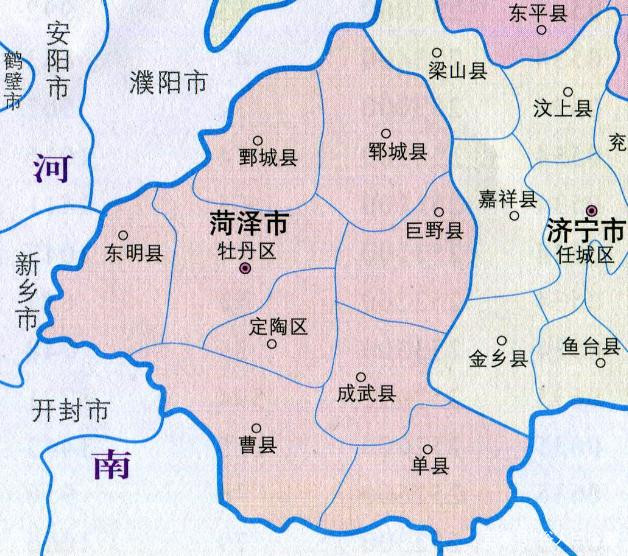 东平县
安阳市
鹤壁市
濮阳市
梁山县
汶上县
兖
河
鄄城县
郓城县
嘉祥县
菏泽市
牡丹区
巨野县
济宁市
任城区
东明县
新乡市
定陶区
金乡县
鱼台县
成武县
开封市
曹县
南
单县